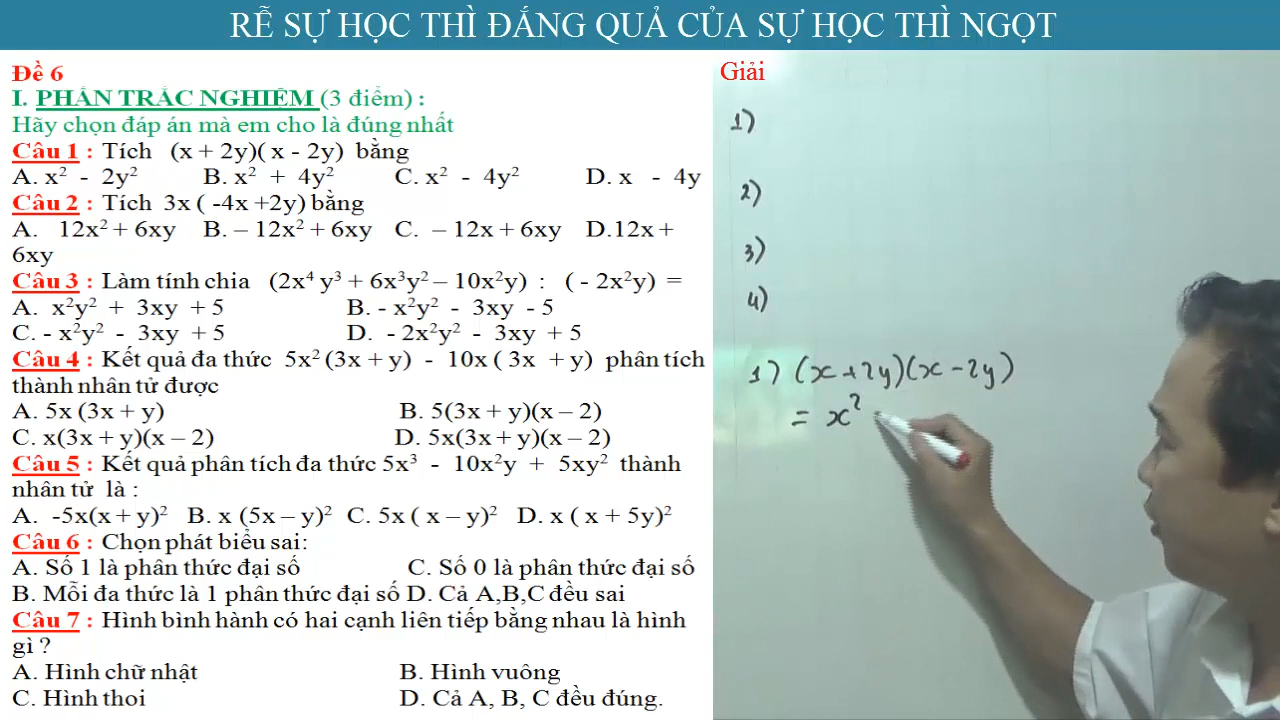 RỄ SỰ HỌC THÌ ĐẮNG QUẢ CỦA SỰ HỌC THÌ NGỌT
Đề 6
I. PHẦN TRẮC NGHIỆM (3 điểm) :
Hãy chọn đáp án mà em cho là đúng nhất
Câu 1 : Tích (x + 2y)( x - 2y) bằng
A. x² - 2y² B. x² + 4y² C. x² - 4y² D. x - 4y
Câu 2 : Tích 3x ( -4x +2y) bằng
A. 12x² + 6xy B. – 12x² + 6xy C. – 12x + 6xy D.12x +
6xy
Câu 3 : Làm tính chia (2x⁴ y³ + 6x³y² – 10x²y) : ( - 2x²y) =
A. x²y² + 3xy + 5 B. - x²y² - 3xy - 5
C. - x²y² - 3xy + 5 D. - 2x²y² - 3xy + 5
Câu 4 : Kết quả đa thức 5x² (3x + y) - 10x ( 3x + y) phân tích
thành nhân tử được
A. 5x (3x + y) B. 5(3x + y)(x – 2)
C. x(3x + y)(x – 2) D. 5x(3x + y)(x – 2)
Câu 5 : Kết quả phân tích đa thức 5x³ - 10x²y + 5xy² thành
nhân tử là :
A. -5x(x + y)² B. x (5x – y)² C. 5x ( x – y)² D. x ( x + 5y)²
Câu 6 : Chọn phát biểu sai:
A. Số 1 là phân thức đại số C. Số 0 là phân thức đại số
B. Mỗi đa thức là 1 phân thức đại số D. Cả A,B,C đều sai
Câu 7 : Hình bình hành có hai cạnh liên tiếp bằng nhau là hình
gì ?
A. Hình chữ nhật B. Hình vuông
C. Hình thoi D. Cả A, B, C đều đúng.
Giải
1)
2)
3)
4)
1) (x+2y)(x-2y)
= x²